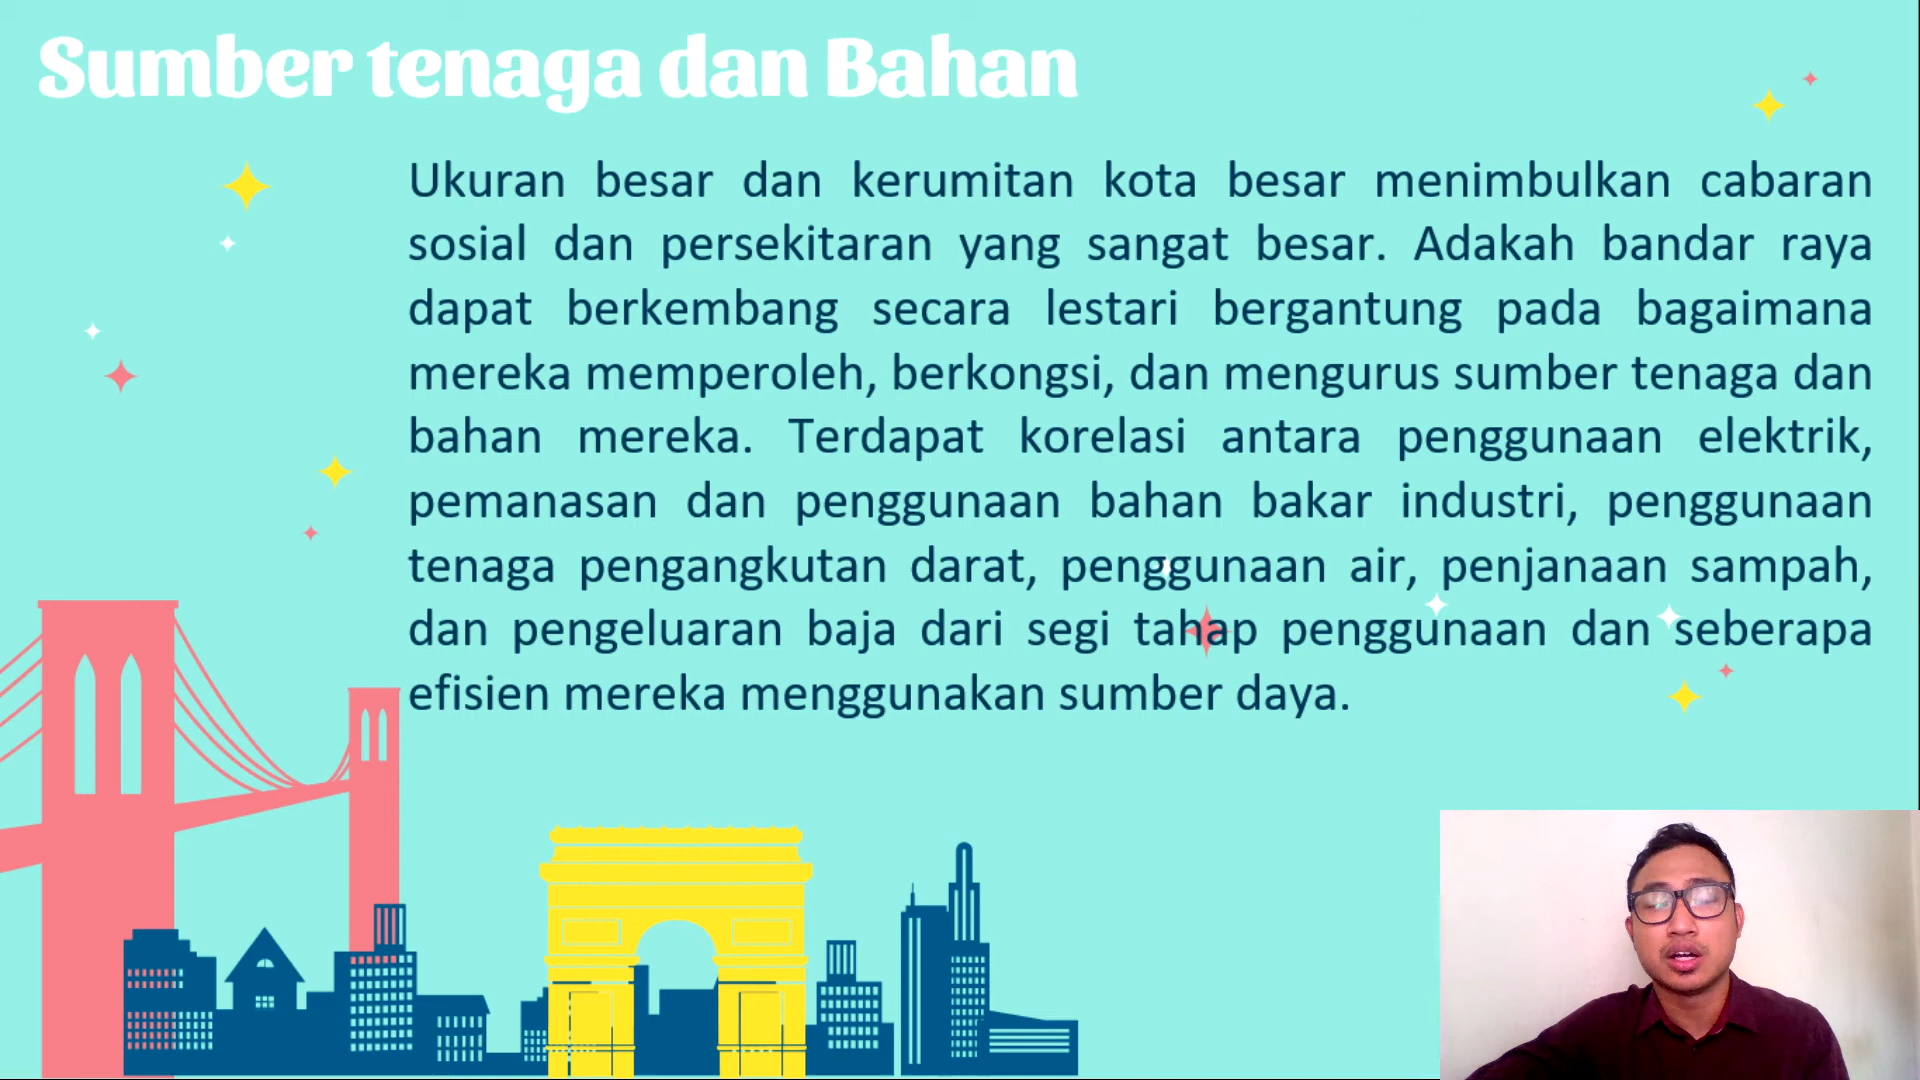 Sumber tenaga dan Bahan
Ukuran besar dan kerumitan kota besar menimbulkan cabaran
sosial dan persekitaran yang sangat besar. Adakah bandar raya
dapat berkembang secara lestari bergantung pada bagaimana
mereka memperoleh, berkongsi, dan mengurus sumber tenaga dan
bahan mereka. Terdapat korelasi antara penggunaan elektrik,
pemanasan dan penggunaan bahan bakar industri, penggunaan
tenaga pengangkutan darat, penggunaan air, penjanaan sampah,
dan pengeluaran baja dari segi tahap penggunaan dan seberapa
efisien mereka menggunakan sumber daya.